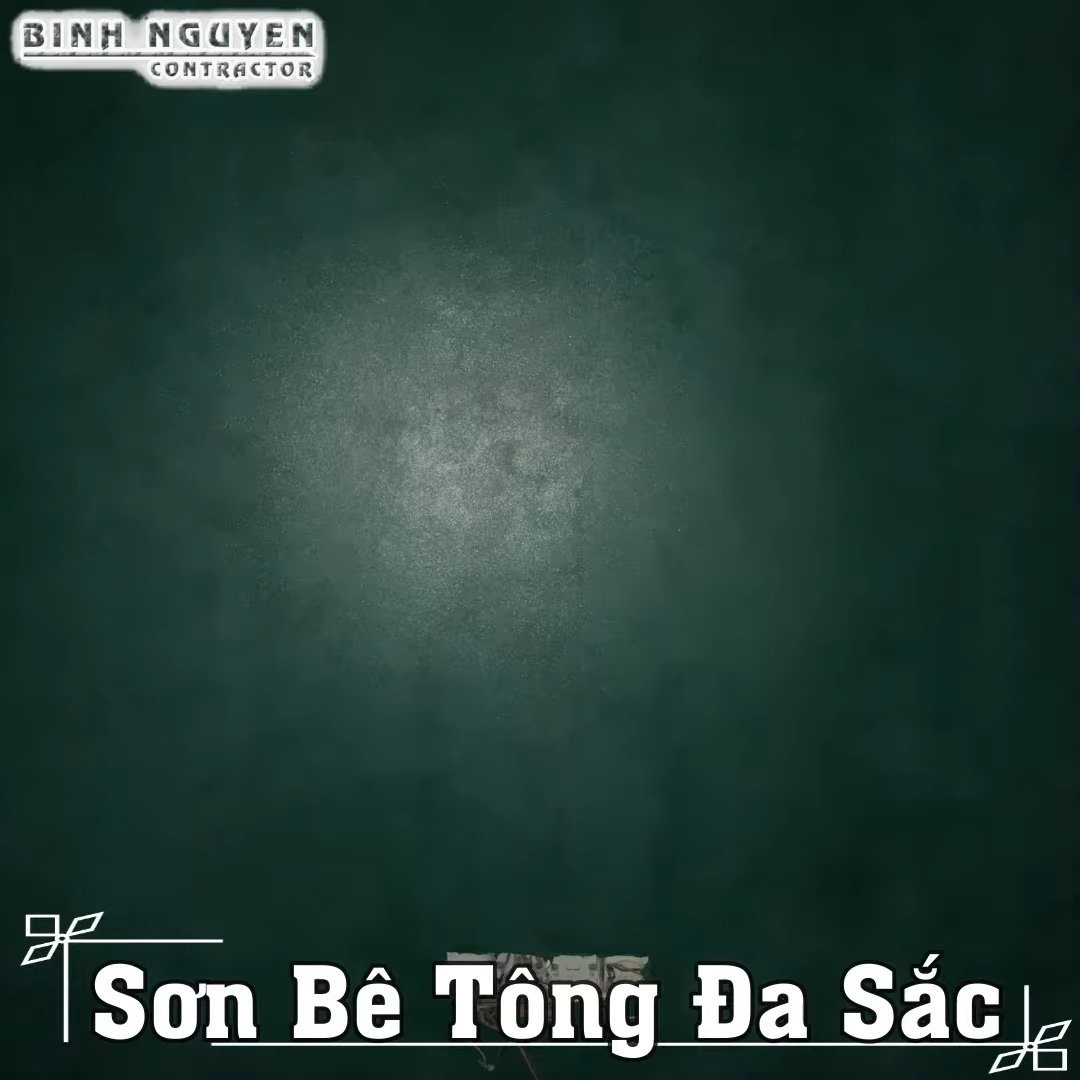 BINH NGUYEN
CONTRACTOR
Sơn Bê Tông Đa Sắc